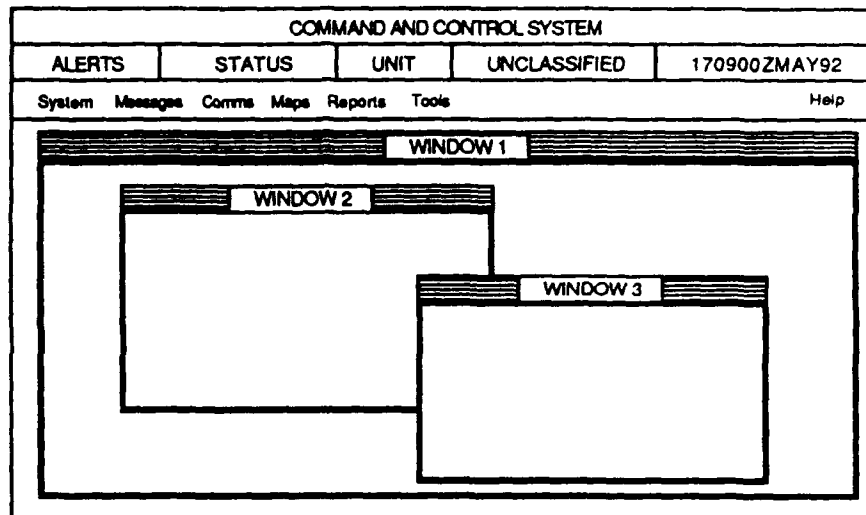 COMMAND AND CONTROL SYSTEM
ALERTS STATUS UNIT UNCLASSIFIED 170900ZMAY92
System Messages Comms Maps Reports Tools Help
WINDOW 1
WINDOW 2
WINDOW 3